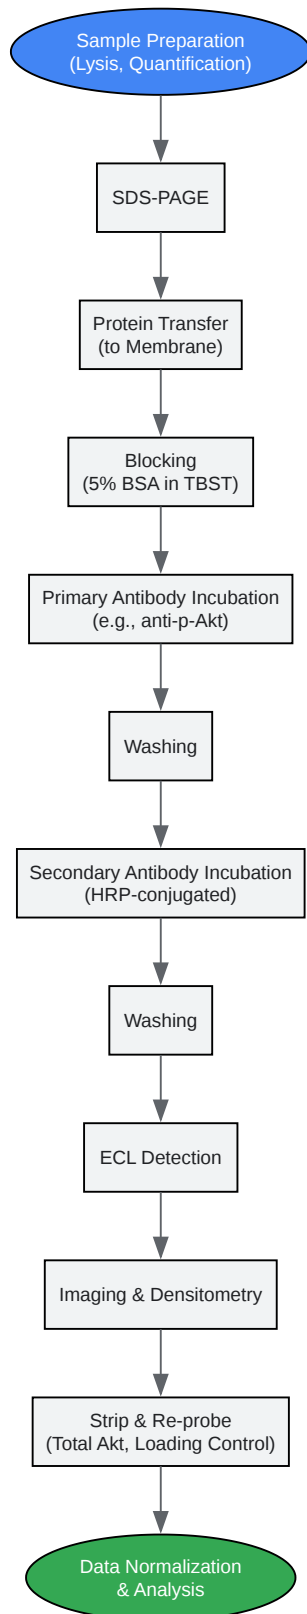 Sample Preparation
(Lysis, Quantification)
SDS-PAGE
Protein Transfer
(to Membrane)
Blocking
(5% BSA in TBST)
Primary Antibody Incubation
(e.g., anti-p-Akt)
Washing
Secondary Antibody Incubation
(HRP-conjugated)
Washing
ECL Detection
Imaging & Densitometry
Strip & Re-probe
(Total Akt, Loading Control)
Data Normalization
& Analysis